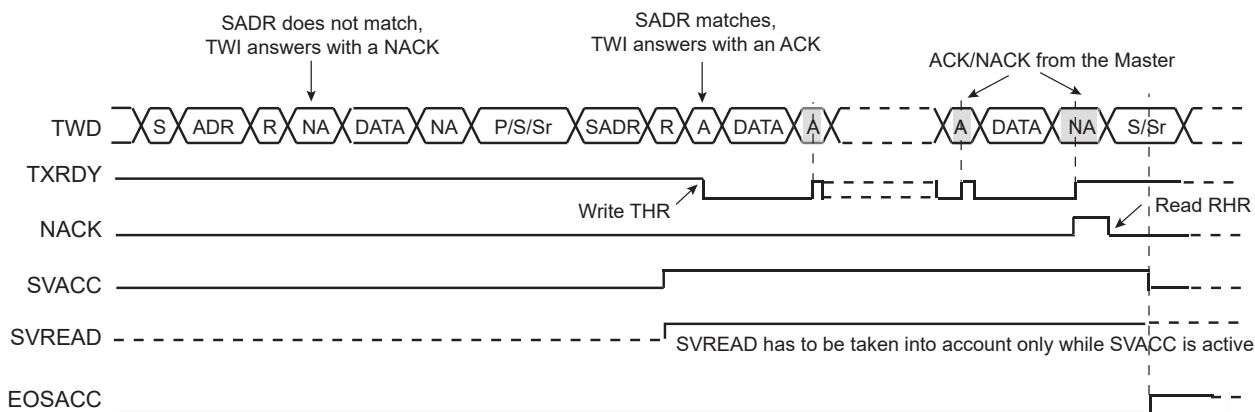 SADR does not match,
TWI answers with a NACK
SADR matches,
TWI answers with an ACK
ACK/NACK from the Master
TWD S ADR R NA DATA NA P/S/Sr SADR R A DATA A A DATA NA S/Sr
TXRDY
Write THR
Read RHR
NACK
SVACC
SVREAD
SVREAD has to be taken into account only while SVACC is active
EOSACC